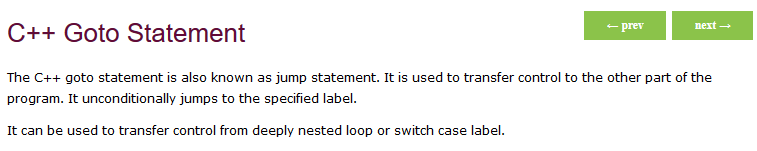 C++ Goto Statement
← prev next →
The C++ goto statement is also known as jump statement. It is used to transfer control to the other part of the
program. It unconditionally jumps to the specified label.
It can be used to transfer control from deeply nested loop or switch case label.